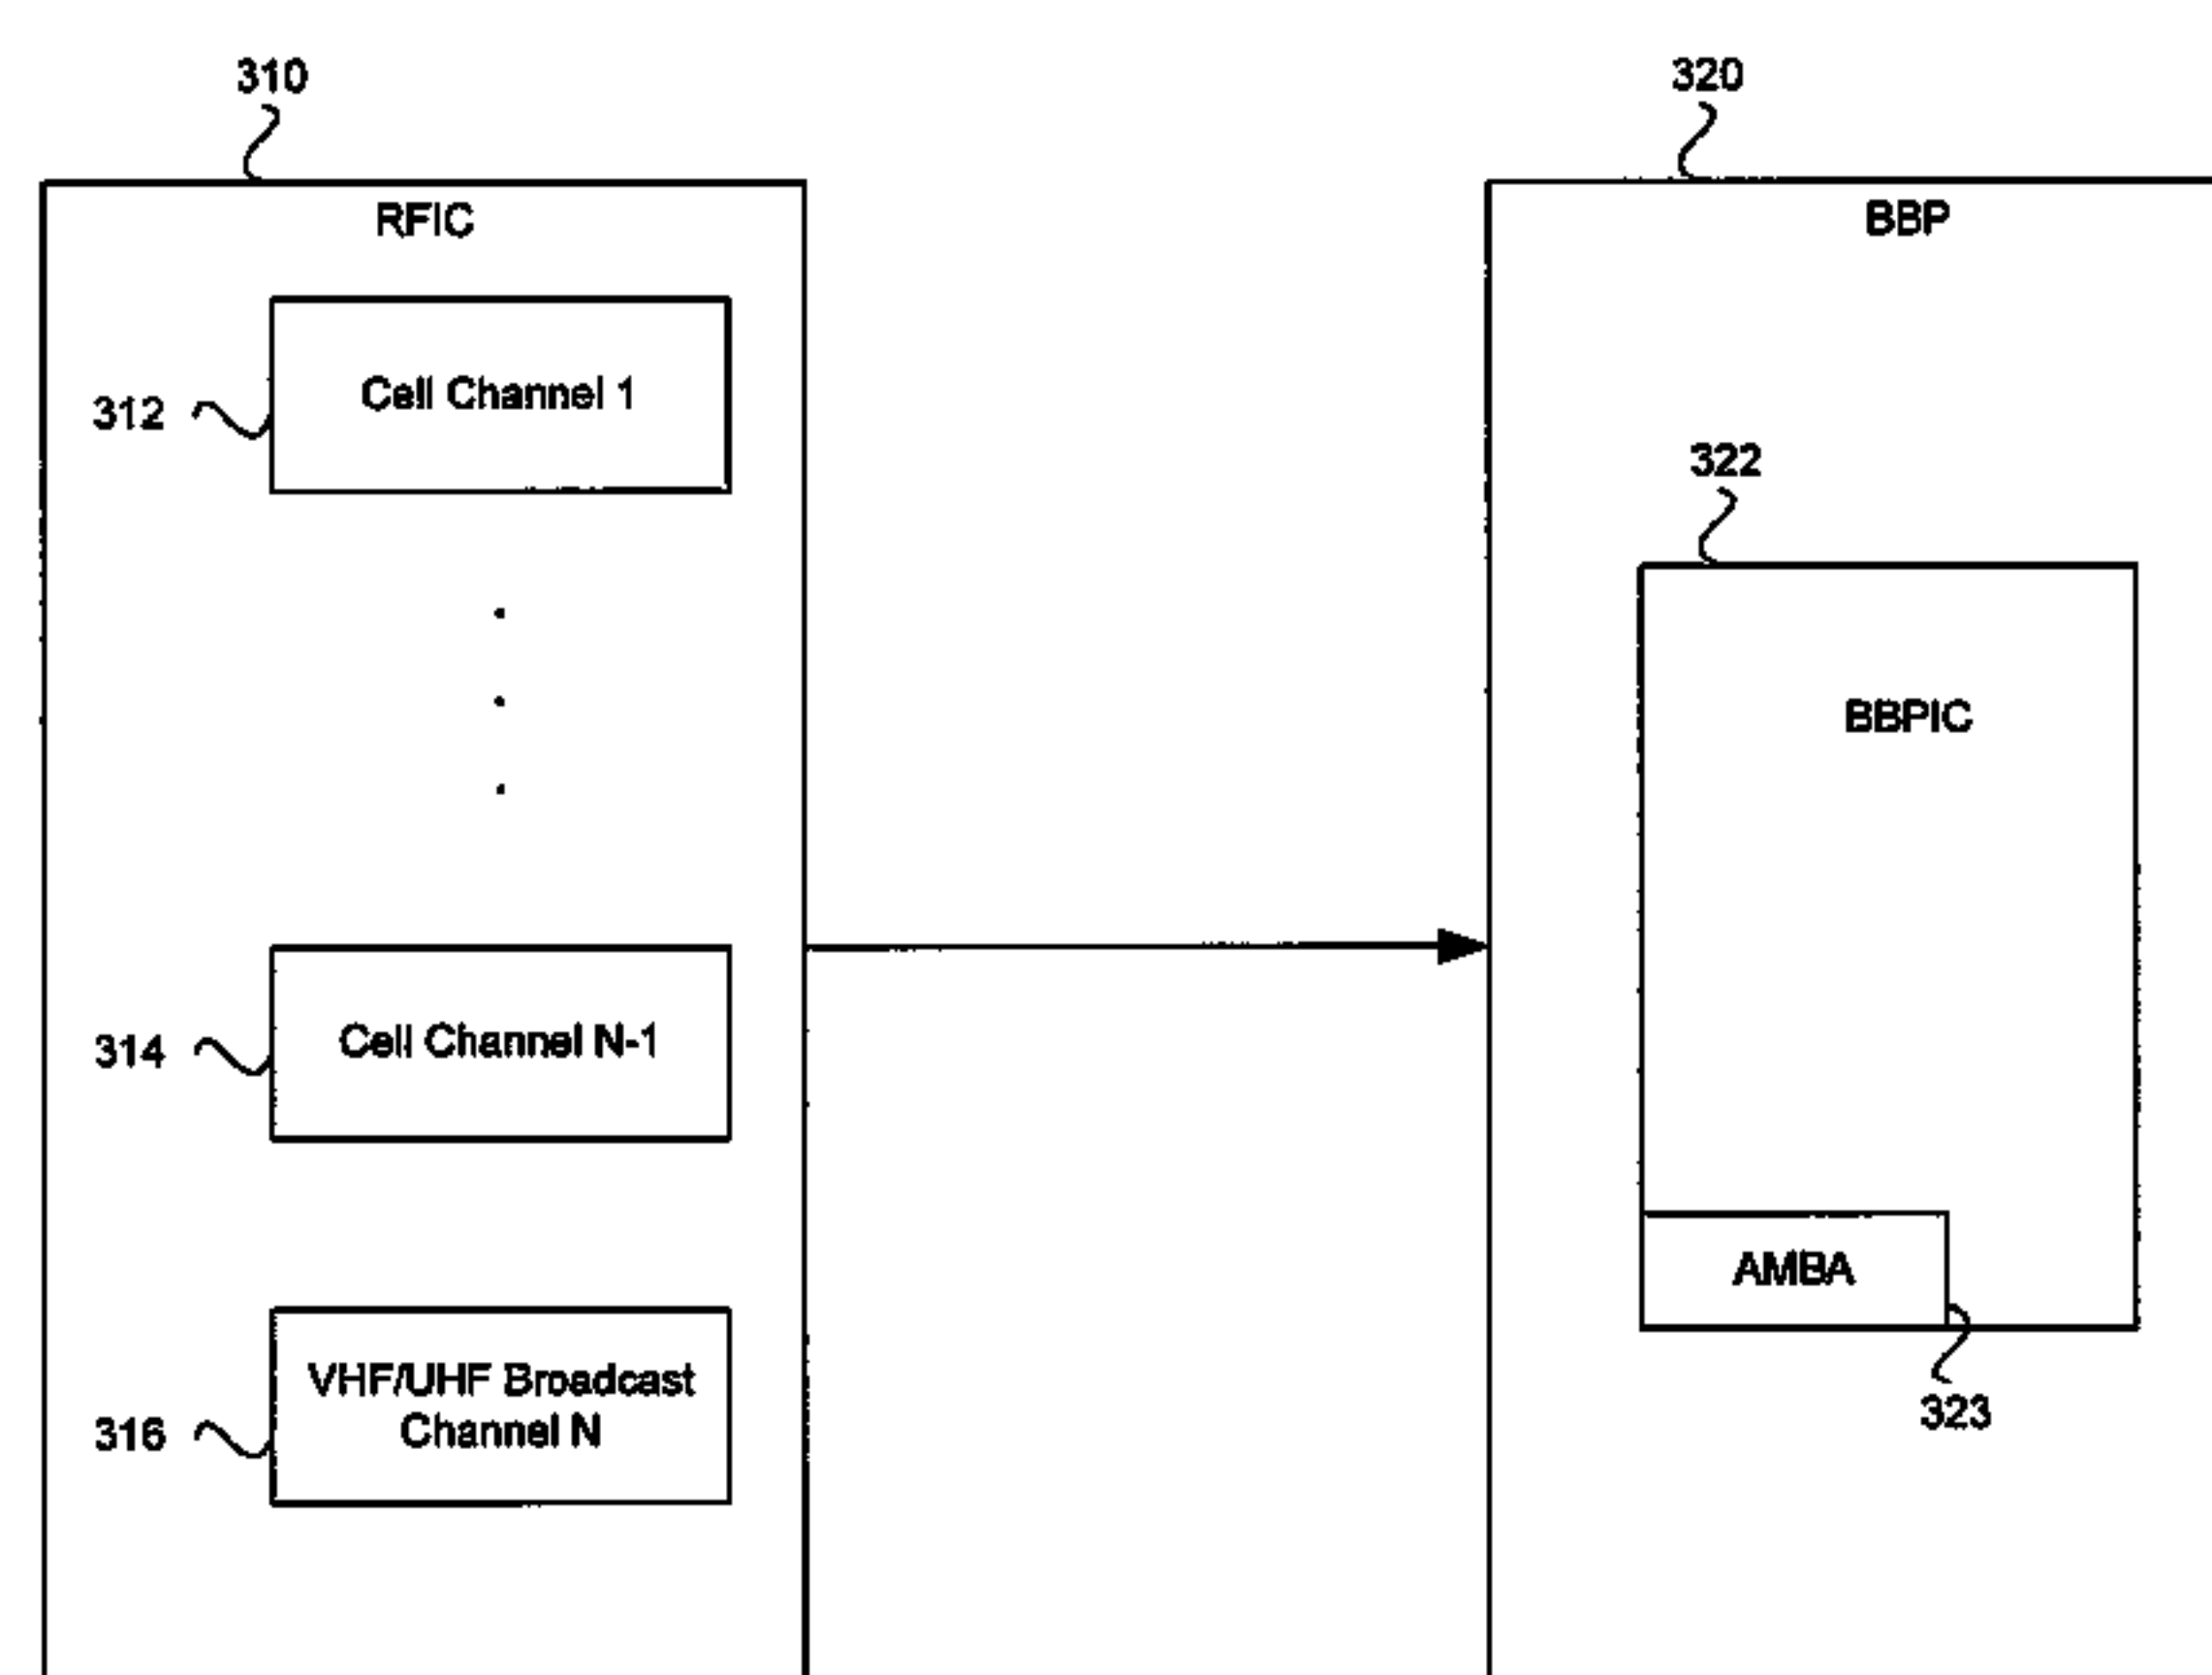 310
320
RFIC
BBP
Cell Channel 1
312
322
BBPIC
Cell Channel N-1
314
AMBA
VHF/UHF Broadcast
Channel N
316
323